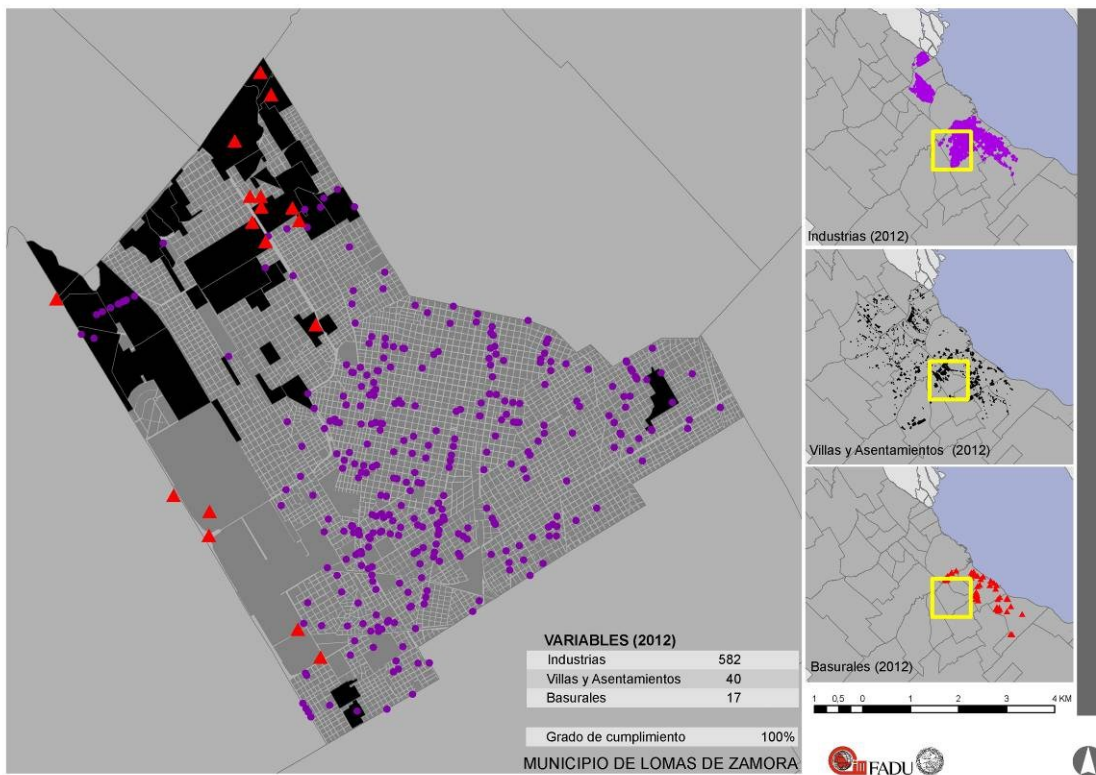 Industrias (2012)
Villas y Asentamientos (2012)
Basurales (2012)
VARIABLES (2012)
Industrias 582
Villas y Asentamientos 40
Basurales 17
Grado de cumplimiento 100%
MUNICIPIO DE LOMAS DE ZAMORA
1 0,5 0 1 2 3 4 KM
FADU